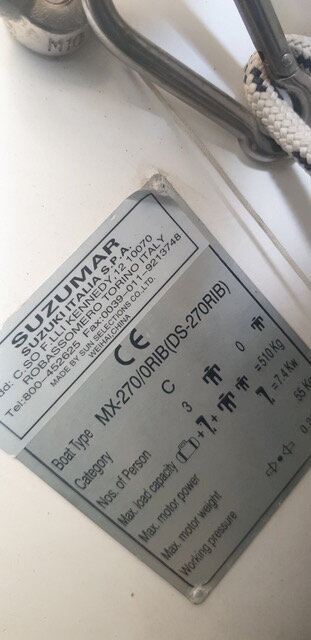 M10
SUZUMAR
SUZUKI ITALIA S.P.A.
dd: C.SO F.LLI KENNEDY,12 10070
ROBASSOMERO TORINO ITALY
Tel:800-452625 Fax:0039-011-9213748
MADE BY SUN SELECTIONS CO.,LTD.
WEIHAI,CHINA
CE
Boat Type MX-270/0RIB(DS-270RIB)
Category C
Nos. of Person 3 0
Max. load capacity + + =510Kg
Max. motor power =7.4Kw
Max. motor weight 55
Working pressure